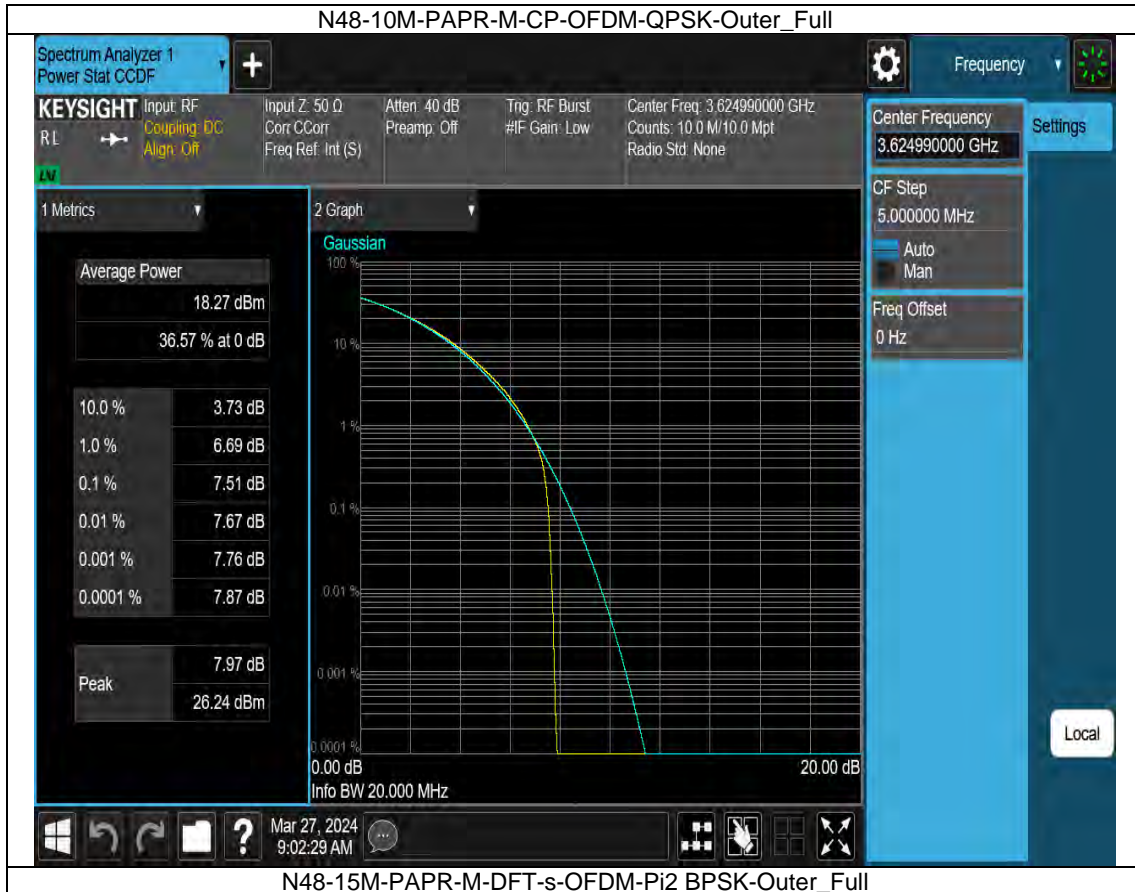 N48-10M-PAPR-M-CP-OFDM-QPSK-Outer_Full
Spectrum Analyzer 1
Power Stat CCDF
+
Frequency
KEYSIGHT
RL
LNI
Input: RF
Coupling: DC
Align: Off
Input Z: 50 Ω
Corr CCorr
Freq Ref: Int (S)
Atten: 40 dB
Preamp: Off
Trig: RF Burst
#IF Gain: Low
Center Freq: 3.624990000 GHz
Counts: 10.0 M/10.0 Mpt
Radio Std: None
Center Frequency
3.624990000 GHz
Settings
CF Step
5.000000 MHz
Auto
Man
Freq Offset
0 Hz
1 Metrics
Average Power
18.27 dBm
36.57 % at 0 dB
10.0 % 3.73 dB
1.0 % 6.69 dB
0.1 % 7.51 dB
0.01 % 7.67 dB
0.001 % 7.76 dB
0.0001 % 7.87 dB
Peak
7.97 dB
26.24 dBm
2 Graph
Gaussian
100 %
10 %
1 %
0.1 %
0.01 %
0.001 %
0.0001 %
0.00 dB 20.00 dB
Info BW 20.000 MHz
Local
?
Mar 27, 2024
9:02:29 AM
N48-15M-PAPR-M-DFT-s-OFDM-Pi2 BPSK-Outer_Full